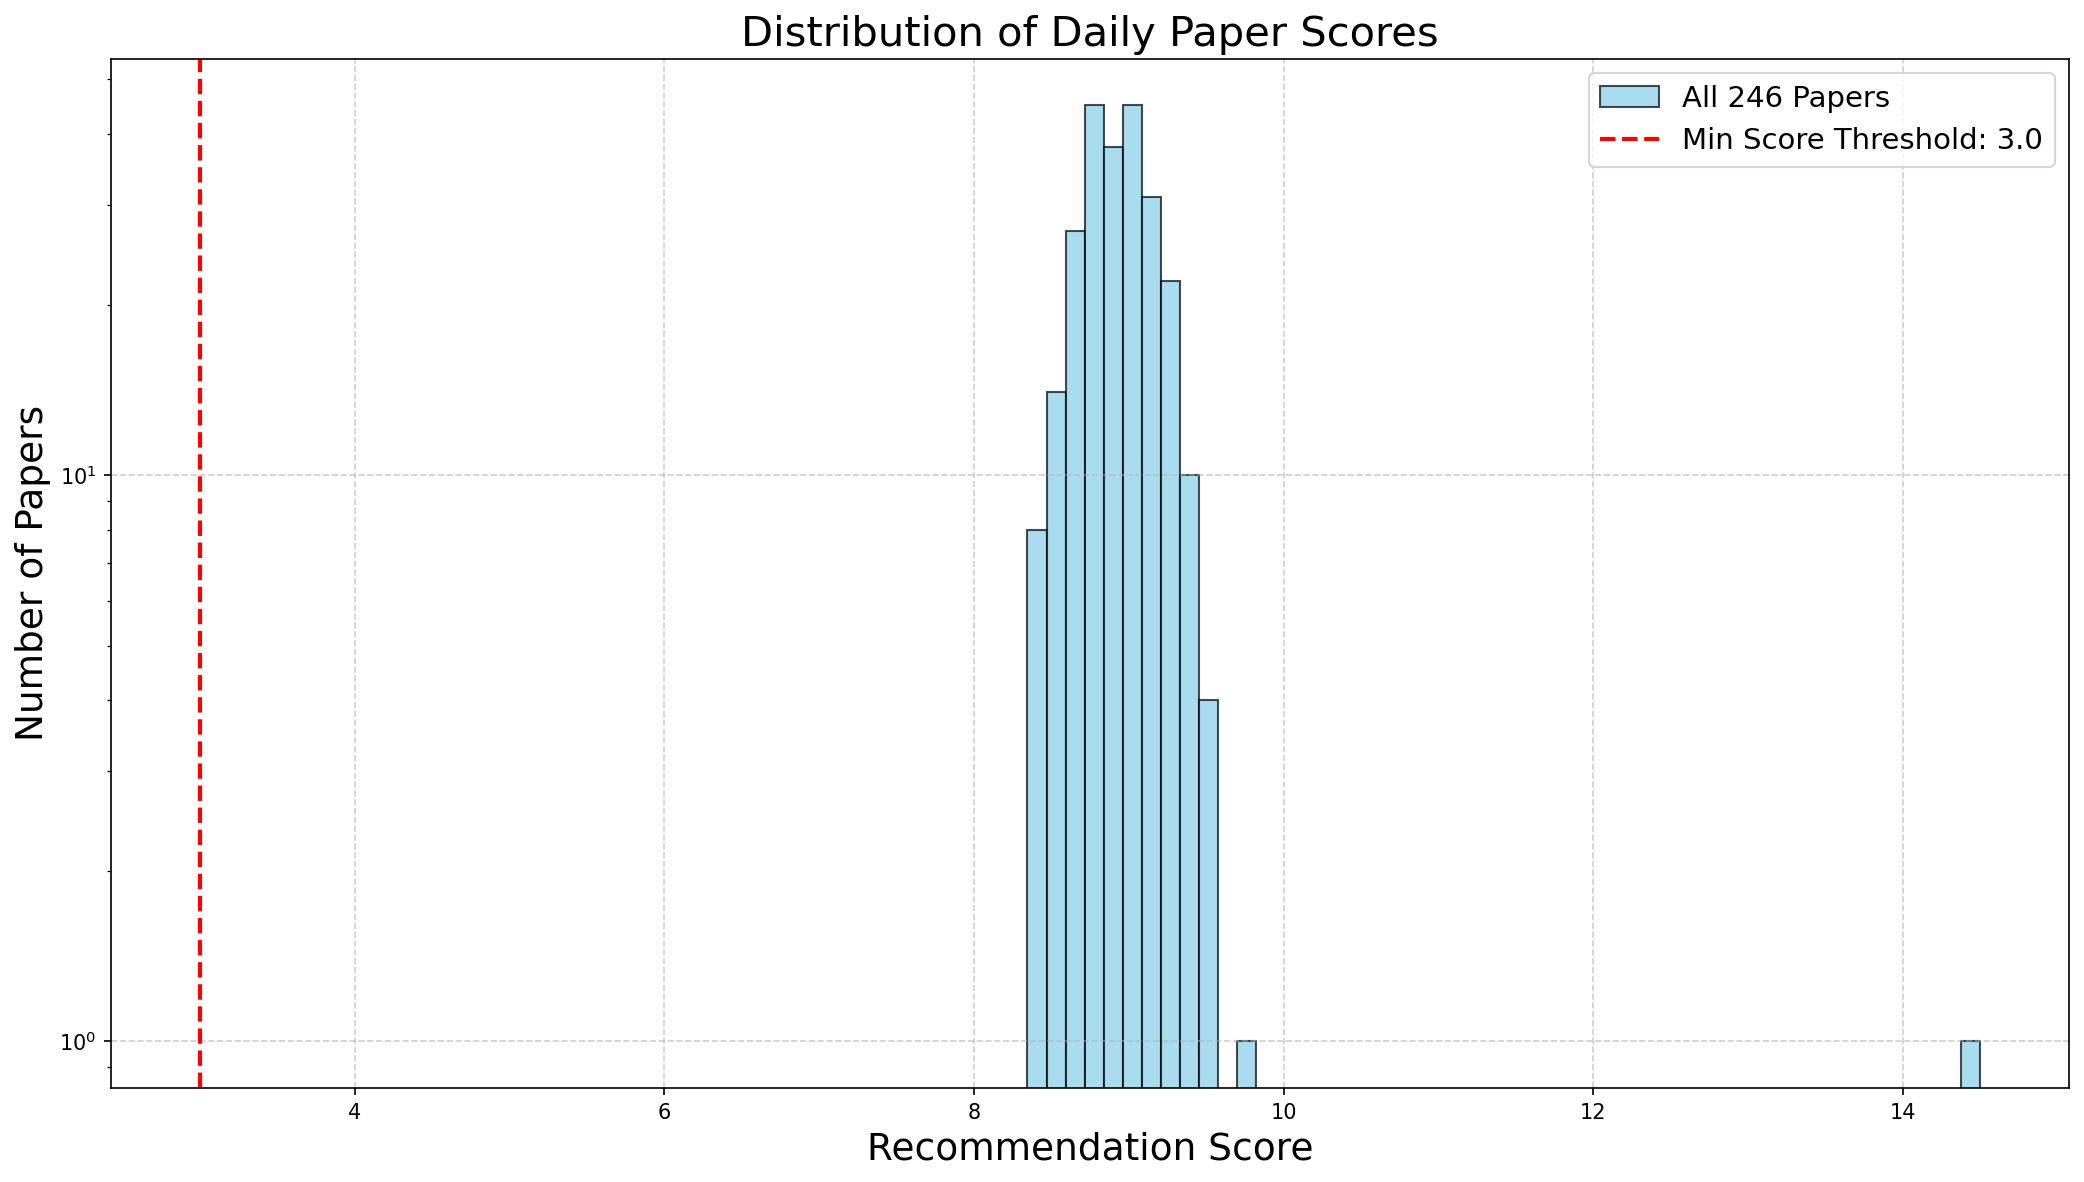 Distribution of Daily Paper Scores
All 246 Papers
Min Score Threshold: 3.0
Number of Papers
10¹
10⁰
4 6 8 10 12 14
Recommendation Score